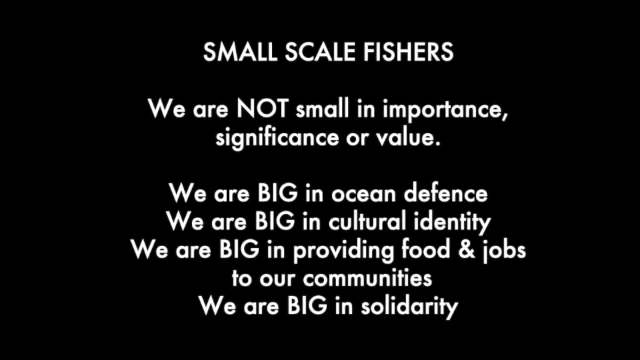 SMALL SCALE FISHERS
We are NOT small in importance,
significance or value.
We are BIG in ocean defence
We are BIG in cultural identity
We are BIG in providing food & jobs
to our communities
We are BIG in solidarity